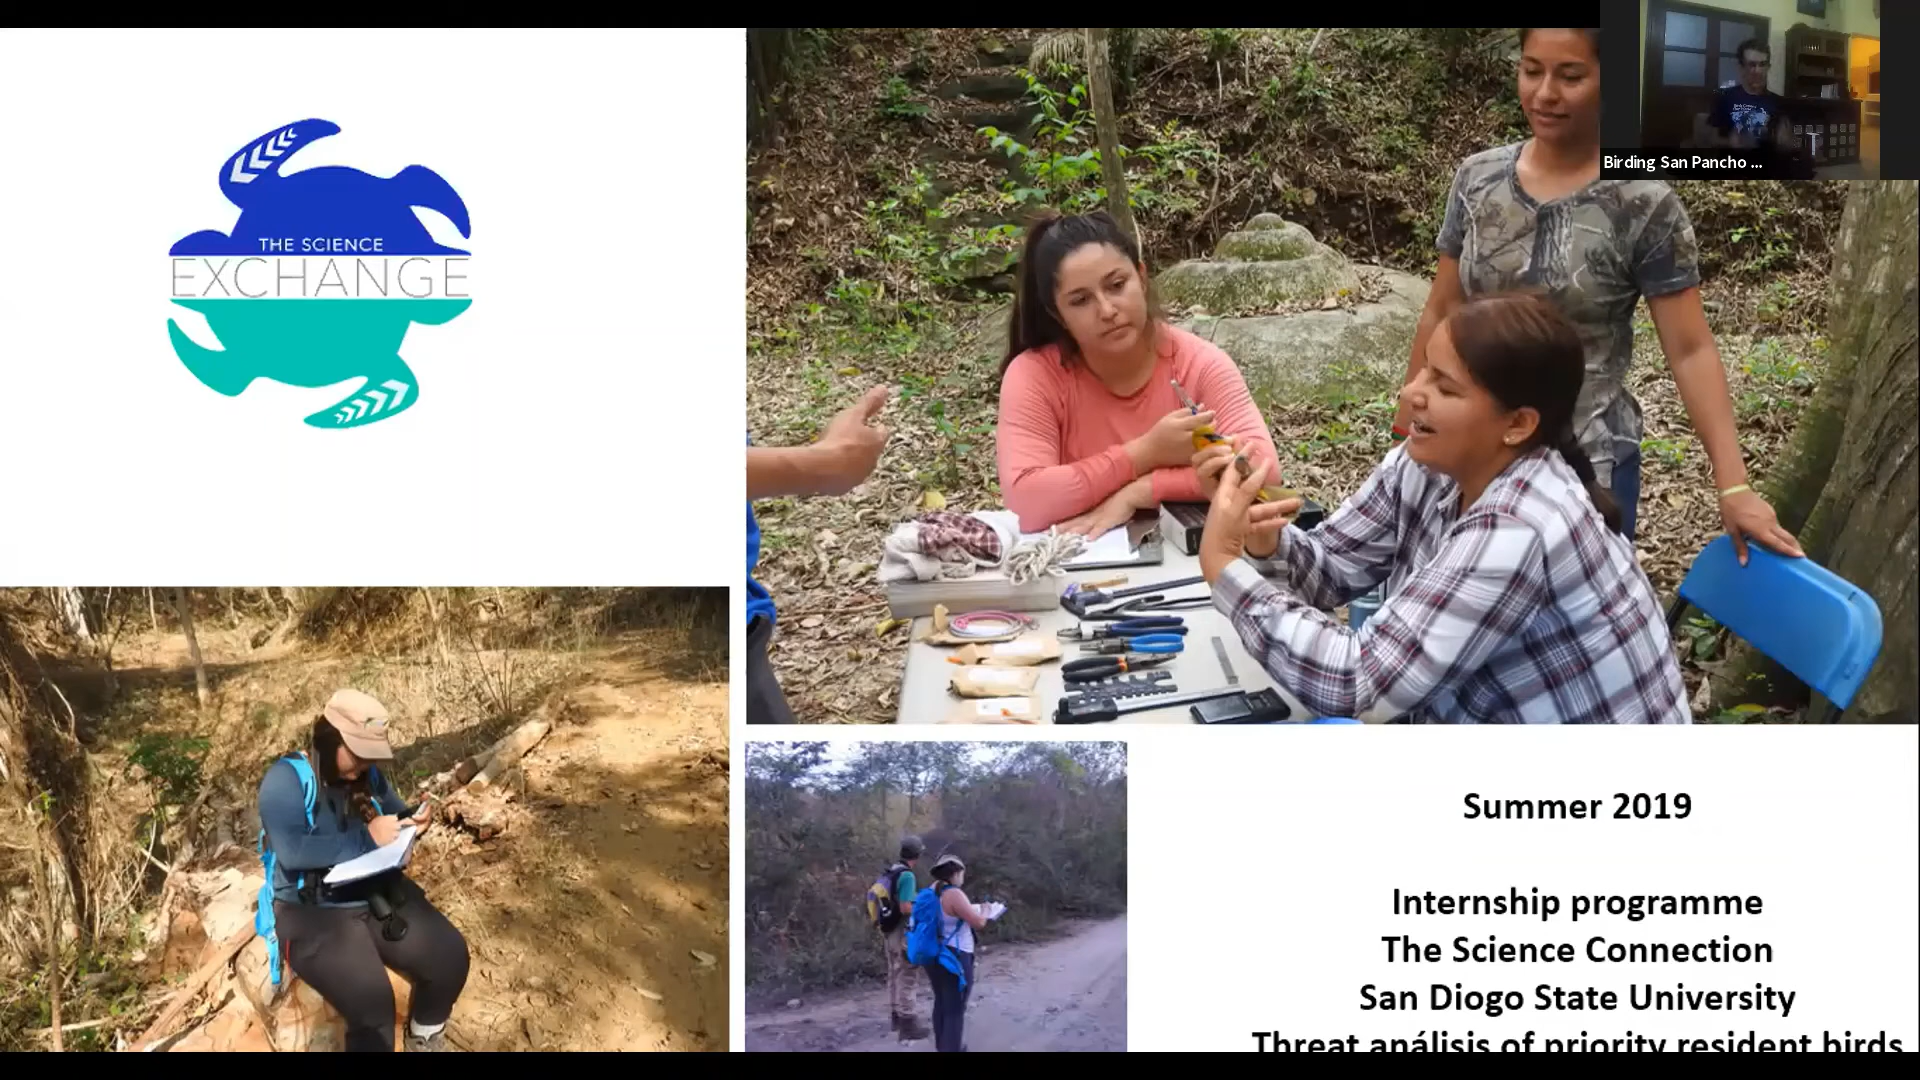 THE SCIENCE
EXCHANGE
Birding San Pancho ...
Summer 2019
Internship programme
The Science Connection
San Diogo State University
Threat análisis of priority resident birds